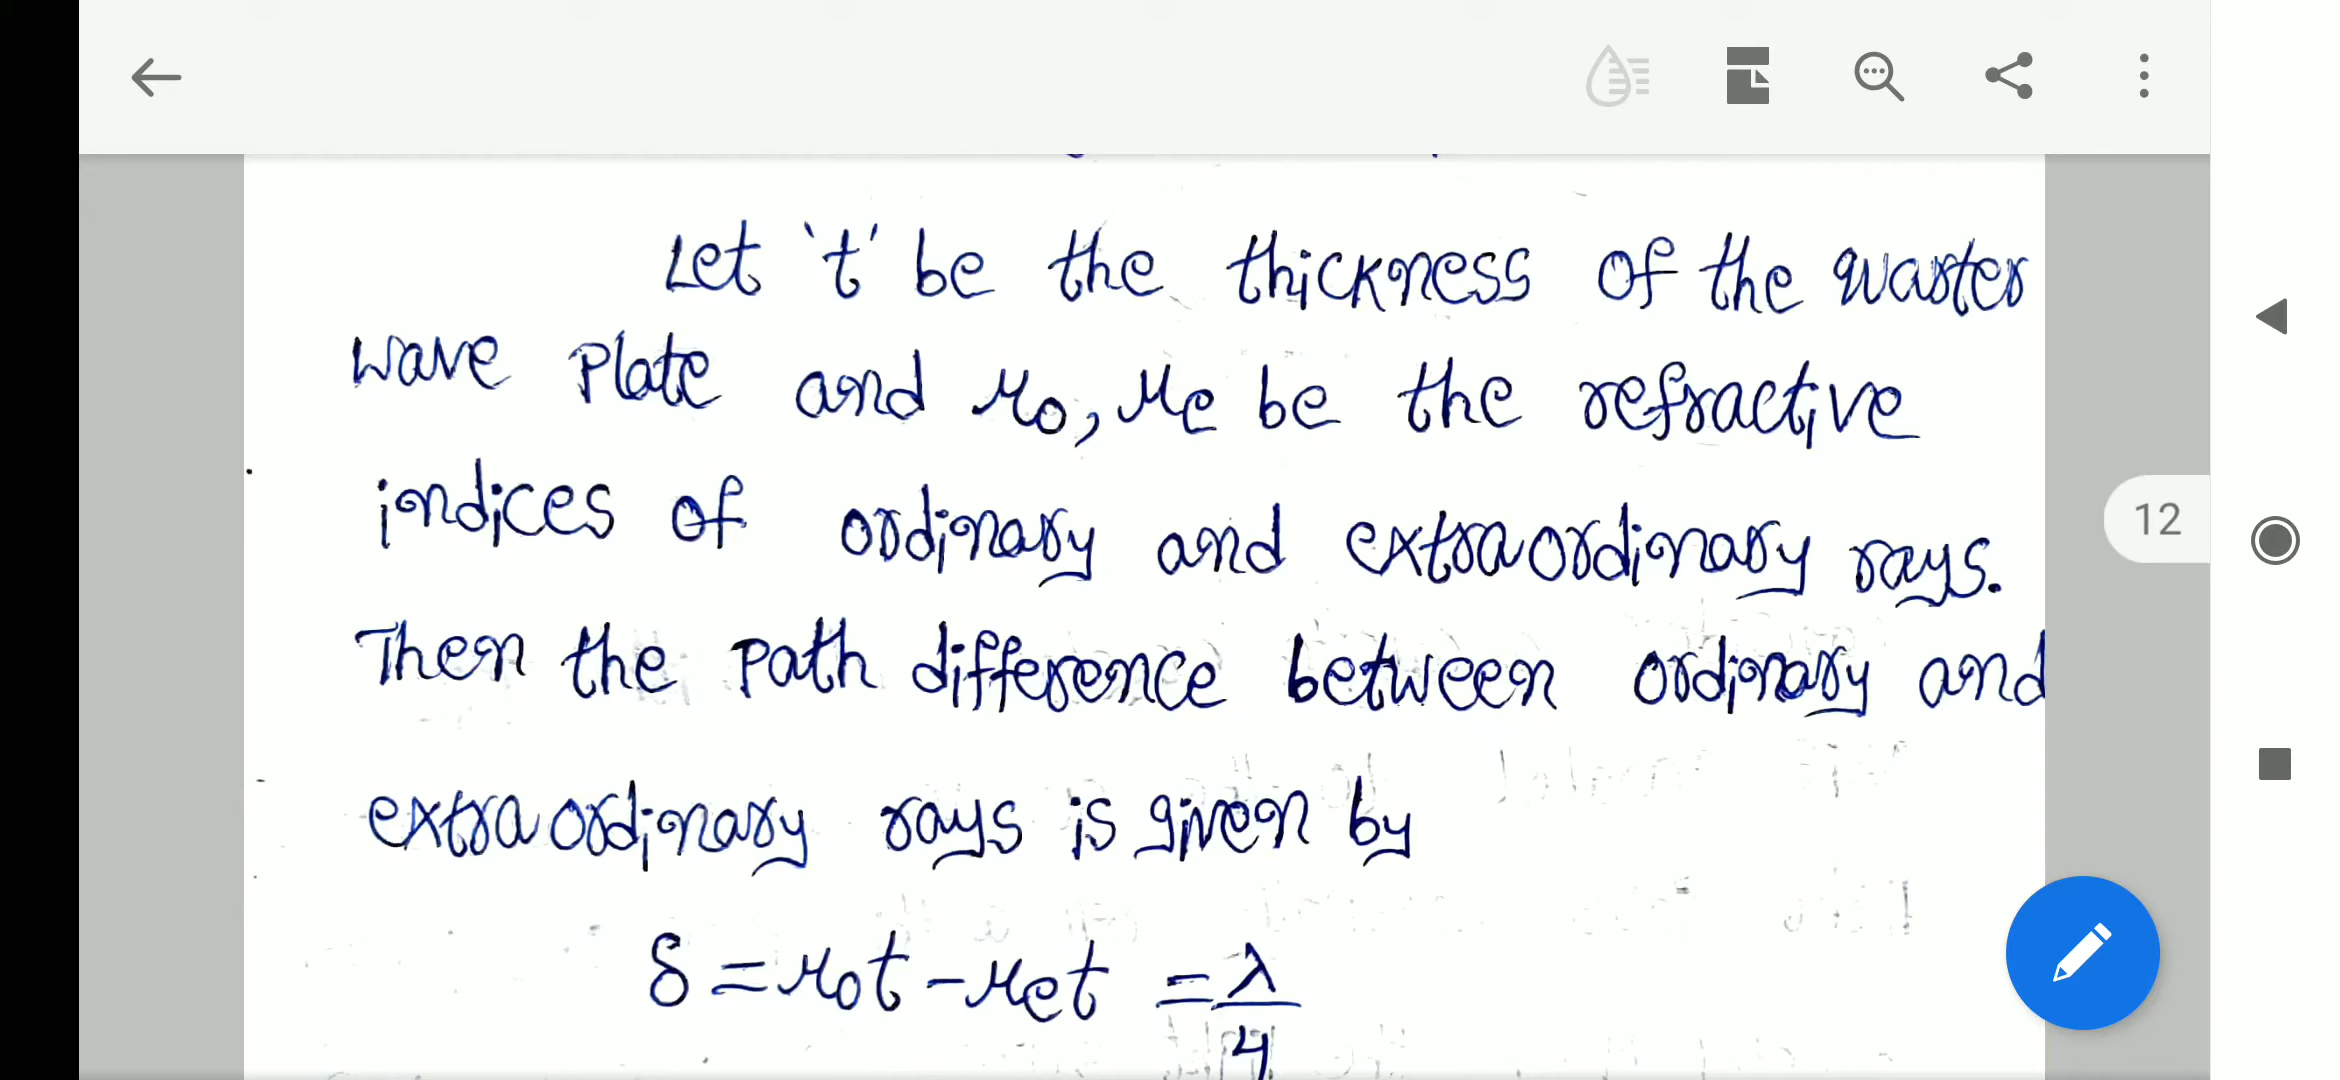 Let 't' be the thickness of the quarter
wave plate and μo, μe be the refractive
indices of ordinary and extraordinary rays.
Then the path difference between ordinary and
extraordinary rays is given by
δ = μot - μet = λ/4
12